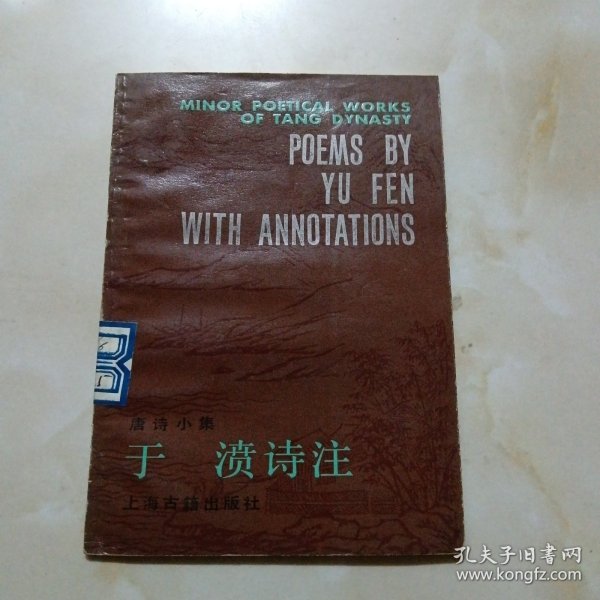 MINOR POETICAL WORKS
OF TANG DYNASTY
POEMS BY
YU FEN
WITH ANNOTATIONS
唐诗小集
于 濆诗注
上海古籍出版社
孔夫子旧书网
www.kongfz.com